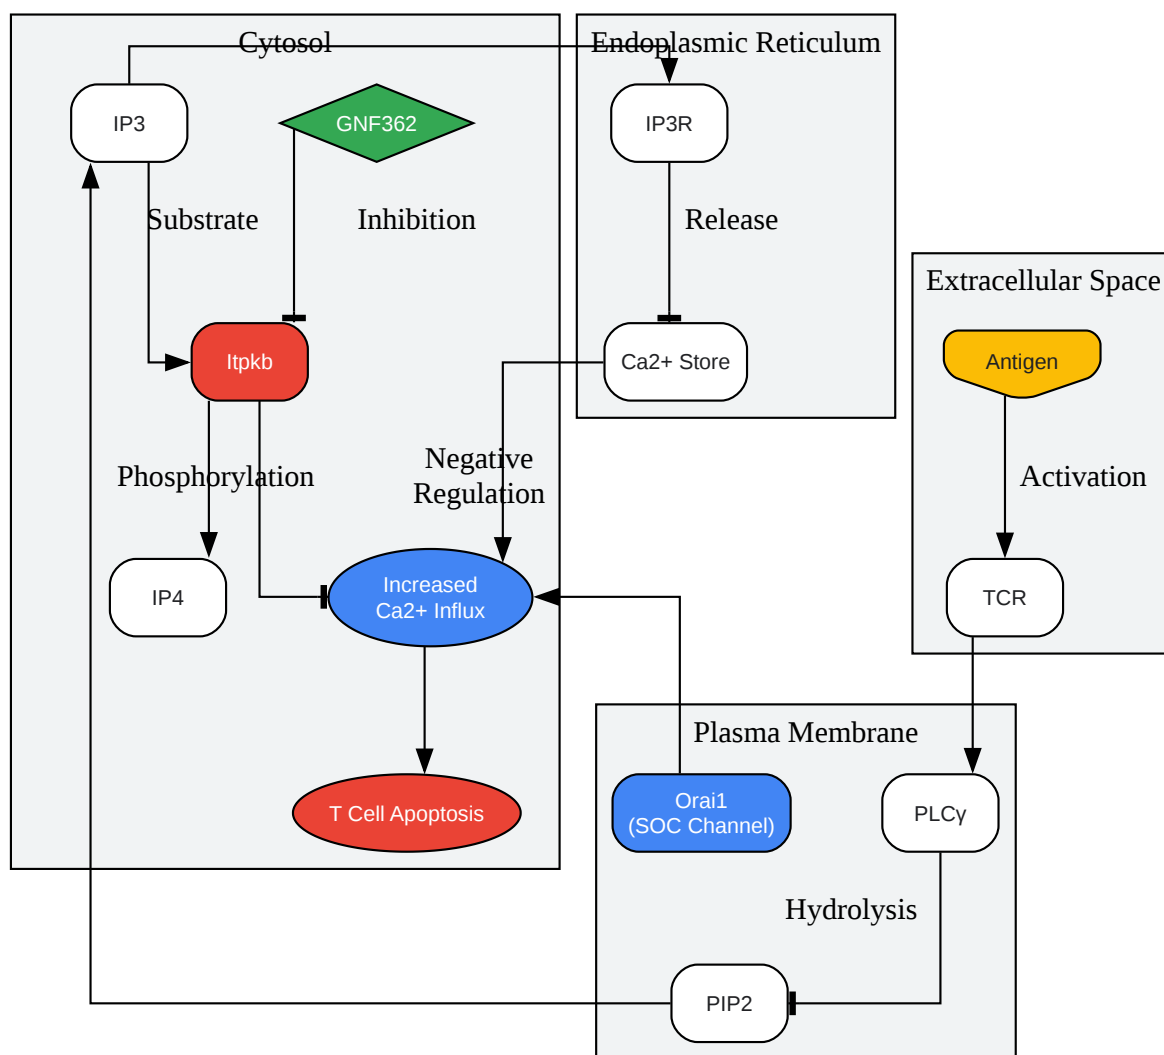 Cytosol
Endoplasmic Reticulum
IP3
GNF362
IP3R
Substrate
Inhibition
Release
Extracellular Space
Itpkb
Ca2+ Store
Antigen
Phosphorylation
Negative
Regulation
Activation
IP4
Increased
Ca2+ Influx
TCR
Plasma Membrane
T Cell Apoptosis
Orai1
(SOC Channel)
PLCγ
Hydrolysis
PIP2